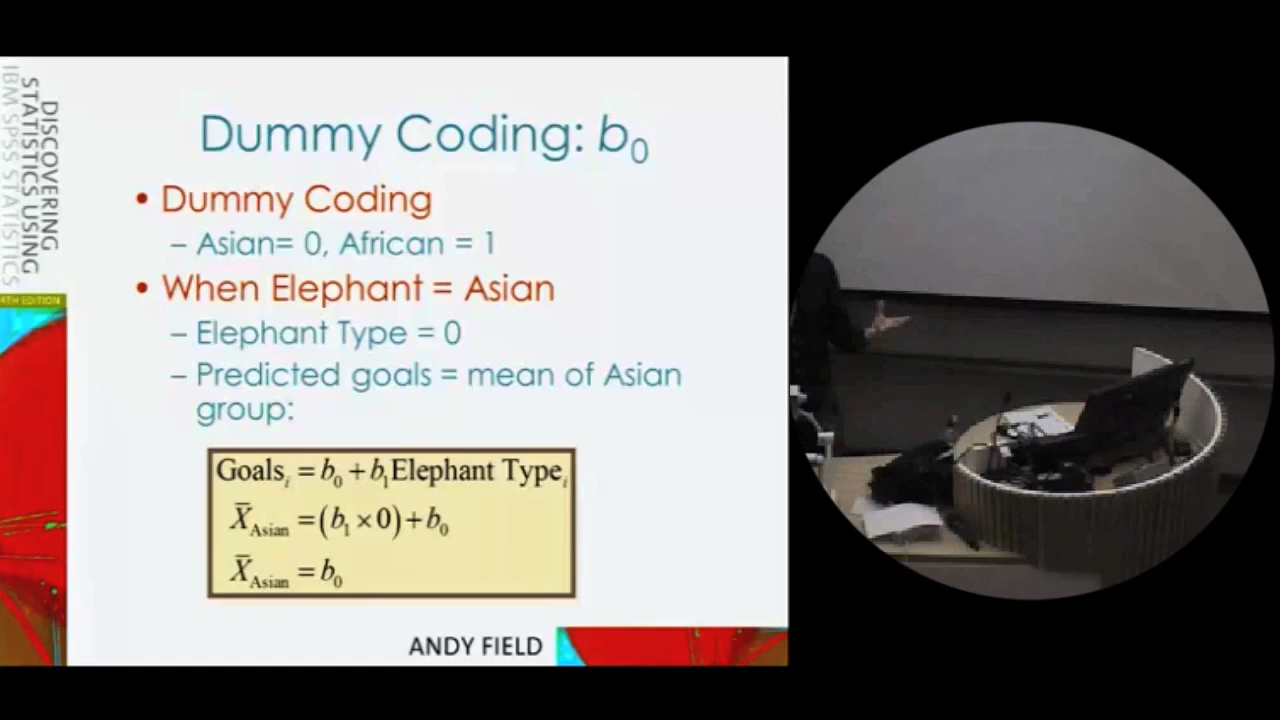 DISCOVERING
STATISTICS USING
IBM SPSS STATISTICS
4TH EDITION
Dummy Coding: b₀
• Dummy Coding
– Asian= 0, African = 1
• When Elephant = Asian
– Elephant Type = 0
– Predicted goals = mean of Asian
group:
Goalsᵢ = b₀ + b₁Elephant Typeᵢ
X̄Asian = (b₁ × 0) + b₀
X̄Asian = b₀
ANDY FIELD